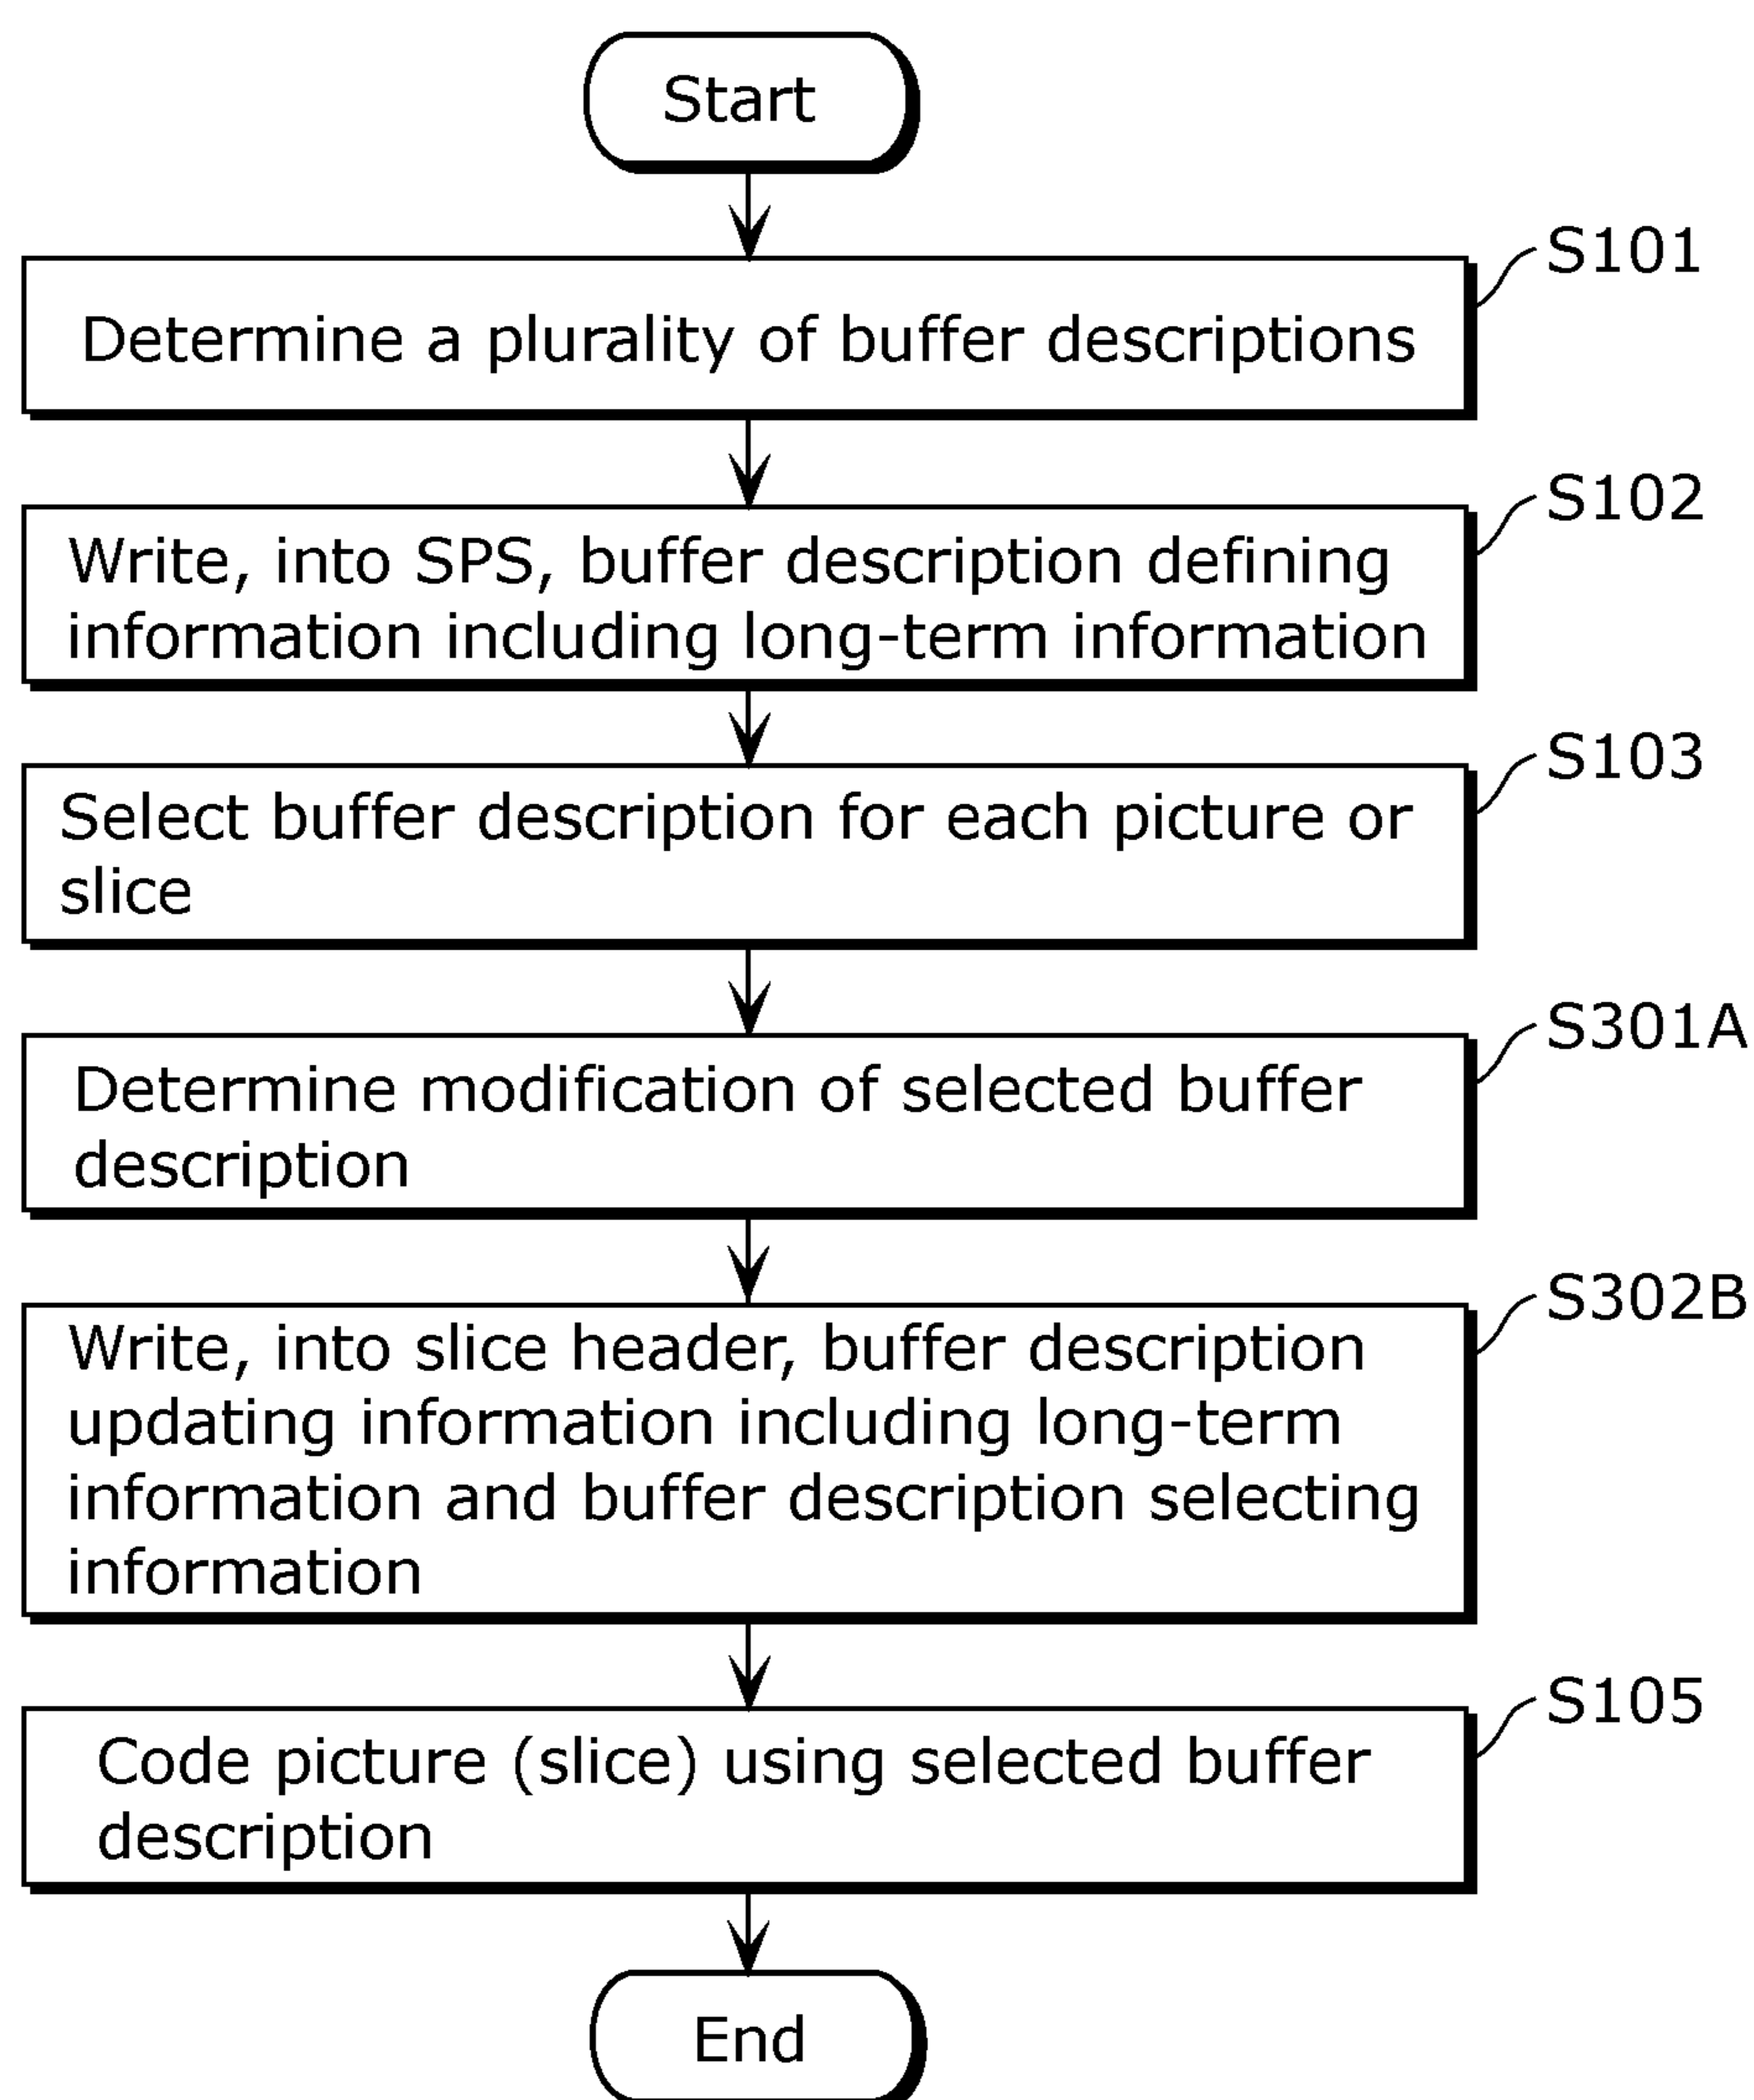 Start
S101
Determine a plurality of buffer descriptions
S102
Write, into SPS, buffer description defining
information including long-term information
S103
Select buffer description for each picture or
slice
S301A
Determine modification of selected buffer
description
S302B
Write, into slice header, buffer description
updating information including long-term
information and buffer description selecting
information
S105
Code picture (slice) using selected buffer
description
End